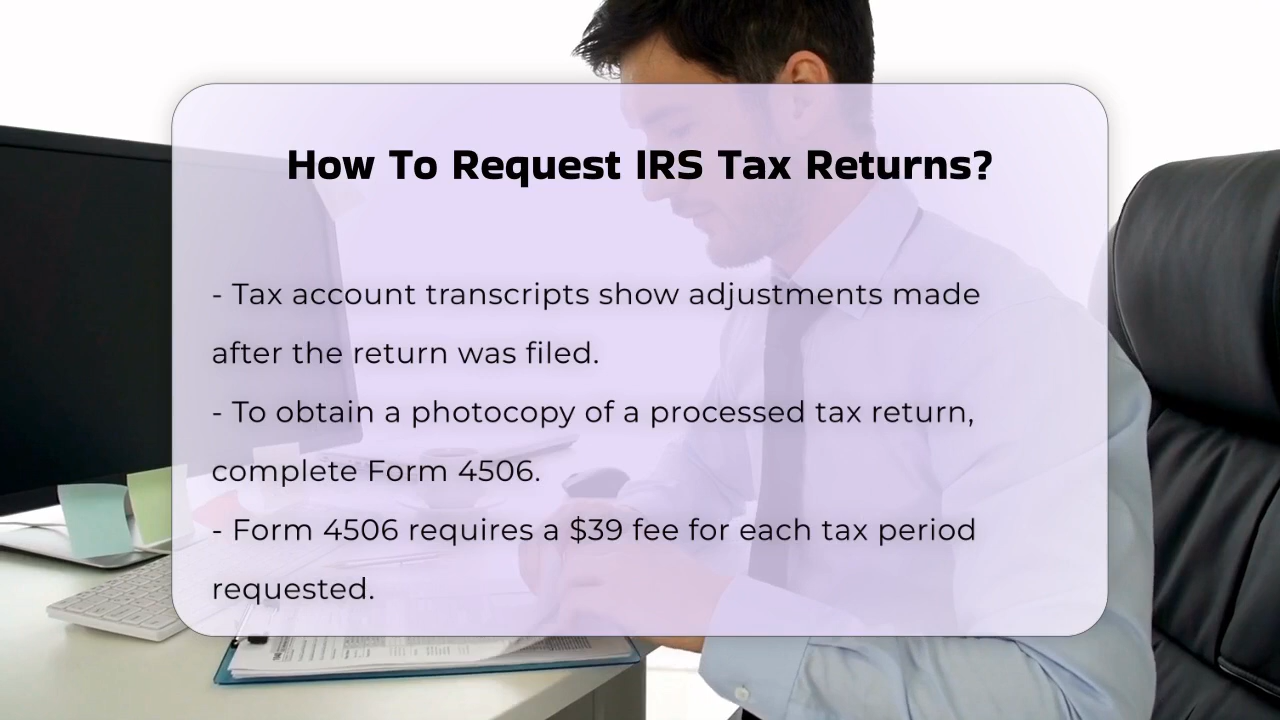 How To Request IRS Tax Returns?
- Tax account transcripts show adjustments made
after the return was filed.
- To obtain a photocopy of a processed tax return,
complete Form 4506.
- Form 4506 requires a $39 fee for each tax period
requested.